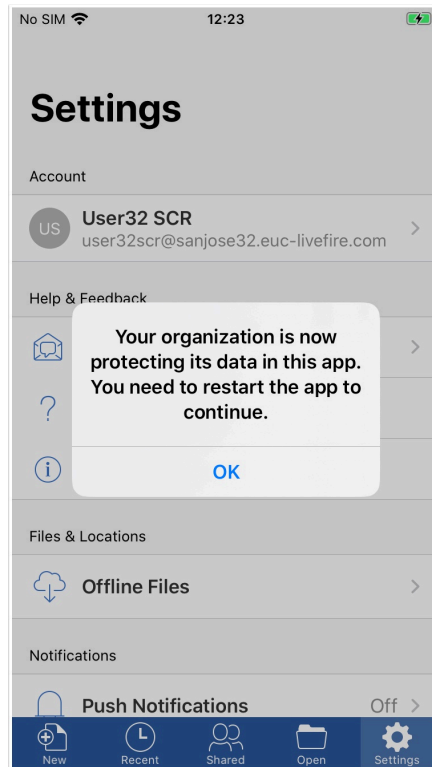 No SIM 12:23
Settings
Account
US
User32 SCR
user32scr@sanjose32.euc-livefire.com
Help & Feedback
Your organization is now
protecting its data in this app.
You need to restart the app to
continue.
OK
Files & Locations
Offline Files
Notifications
Push Notifications Off
New Recent Shared Open Settings